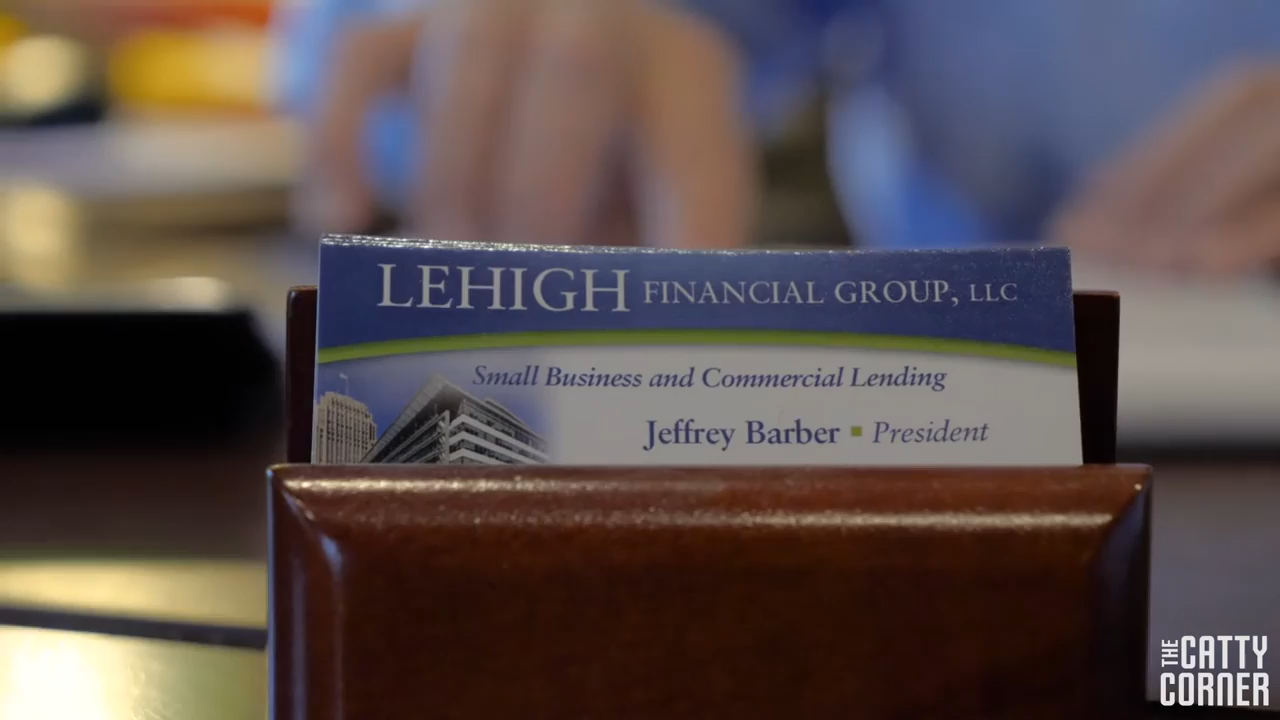 LEHIGH FINANCIAL GROUP, LLC
Small Business and Commercial Lending
Jeffrey Barber ▪ President
THE CATTY CORNER